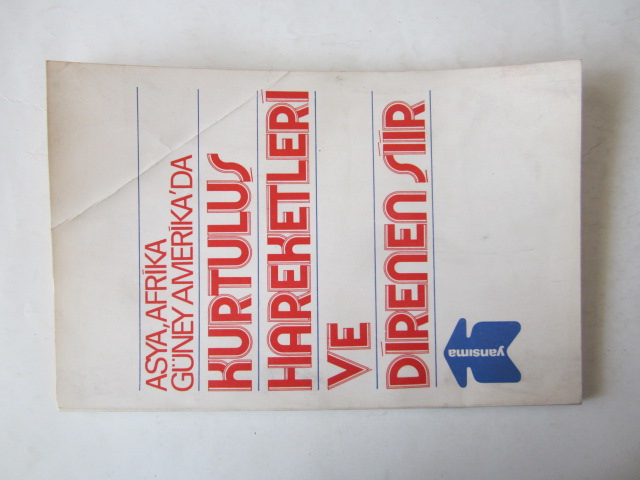 ASYA, AFRİKA
GÜNEY AMERİKA'DA
KURTULUŞ
HAREKETLERİ
VE
DİRENEN ŞİİR
yansıma